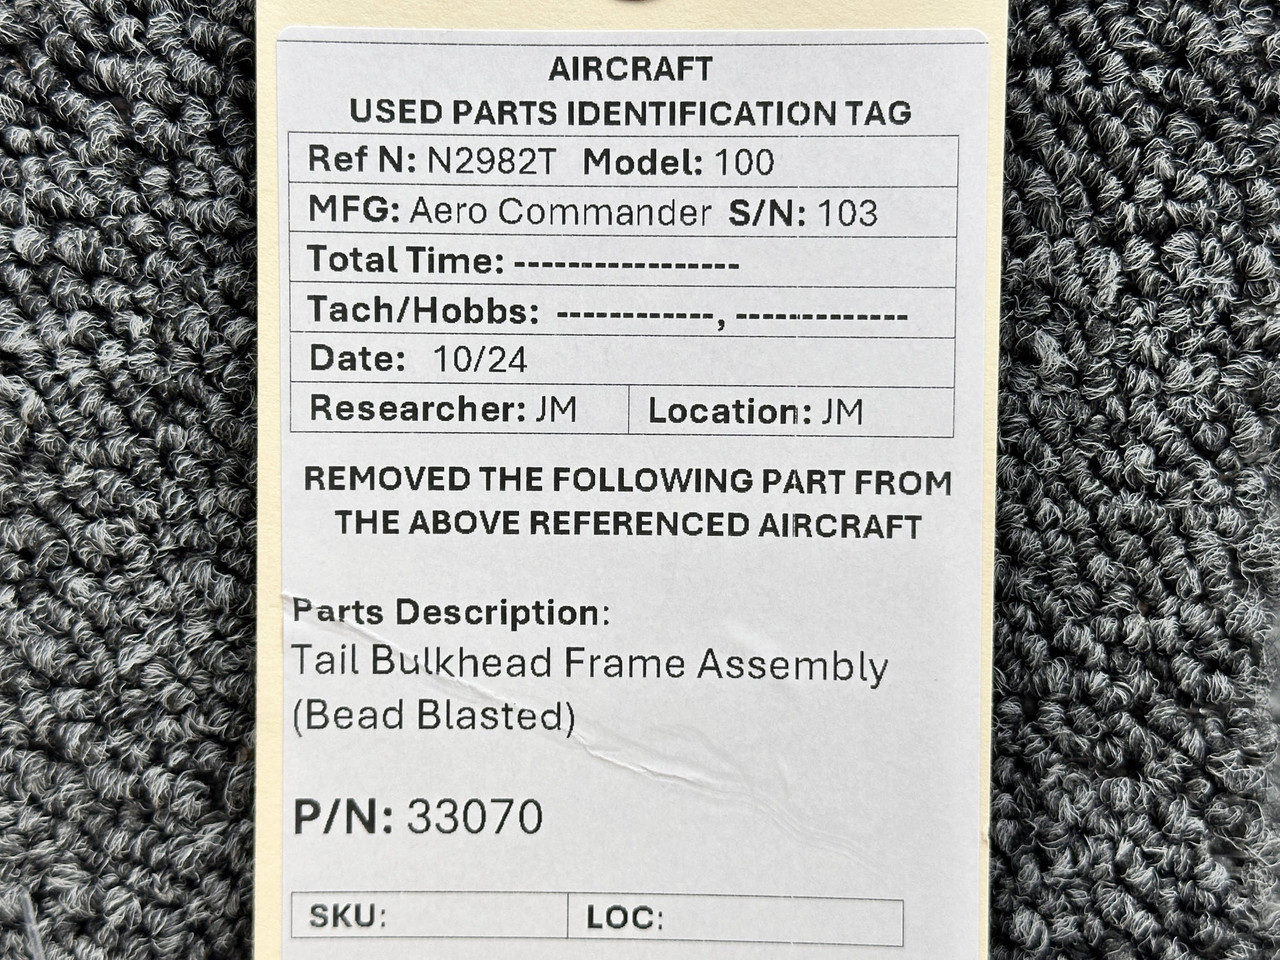 AIRCRAFT
USED PARTS IDENTIFICATION TAG
Ref N: N2982T Model: 100
MFG: Aero Commander S/N: 103
Total Time: -----------------
Tach/Hobbs: ------------, -------------
Date: 10/24
Researcher: JM Location: JM
REMOVED THE FOLLOWING PART FROM
THE ABOVE REFERENCED AIRCRAFT
Parts Description:
Tail Bulkhead Frame Assembly
(Bead Blasted)
P/N: 33070
SKU: LOC: